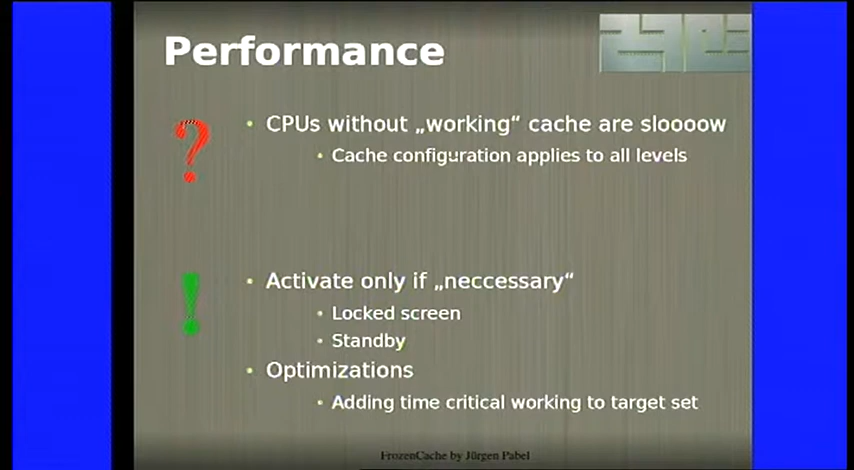 Performance
?
• CPUs without „working“ cache are sloooow
• Cache configuration applies to all levels
!
• Activate only if „neccessary“
• Locked screen
• Standby
• Optimizations
• Adding time critical working to target set
FrozenCache by Jürgen Pabel